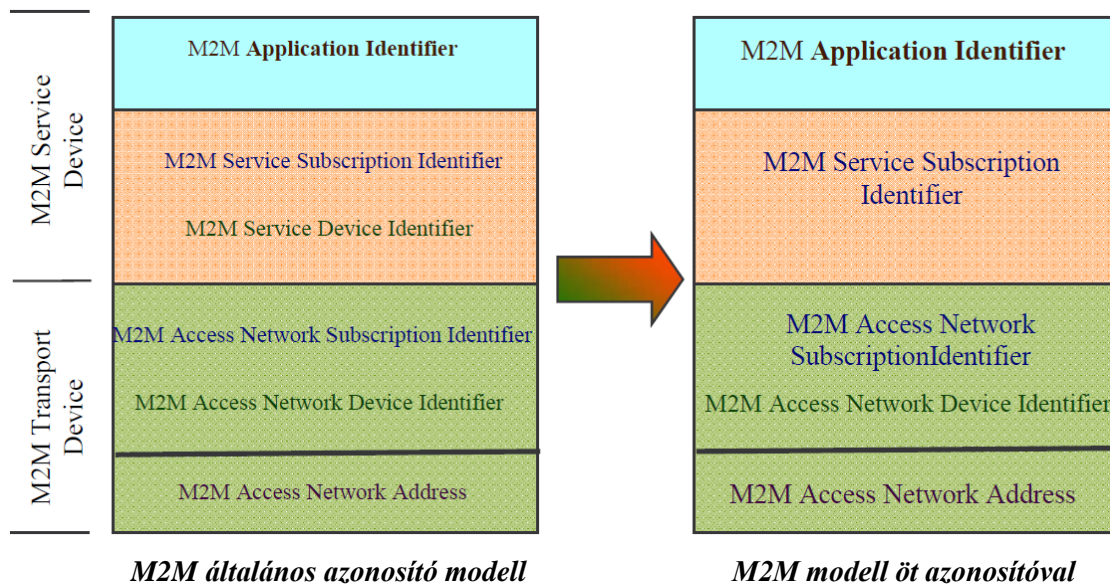 M2M Service
Device
M2M Transport
Device
M2M Application Identifier
M2M Service Subscription Identifier
M2M Service Device Identifier
M2M Access Network Subscription Identifier
M2M Access Network Device Identifier
M2M Access Network Address
M2M általános azonosító modell
M2M Application Identifier
M2M Service Subscription
Identifier
M2M Access Network
SubscriptionIdentifier
M2M Access Network Device Identifier
M2M Access Network Address
M2M modell öt azonosítóval